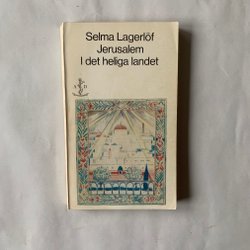 Selma Lagerlöf
Jerusalem
I det heliga landet